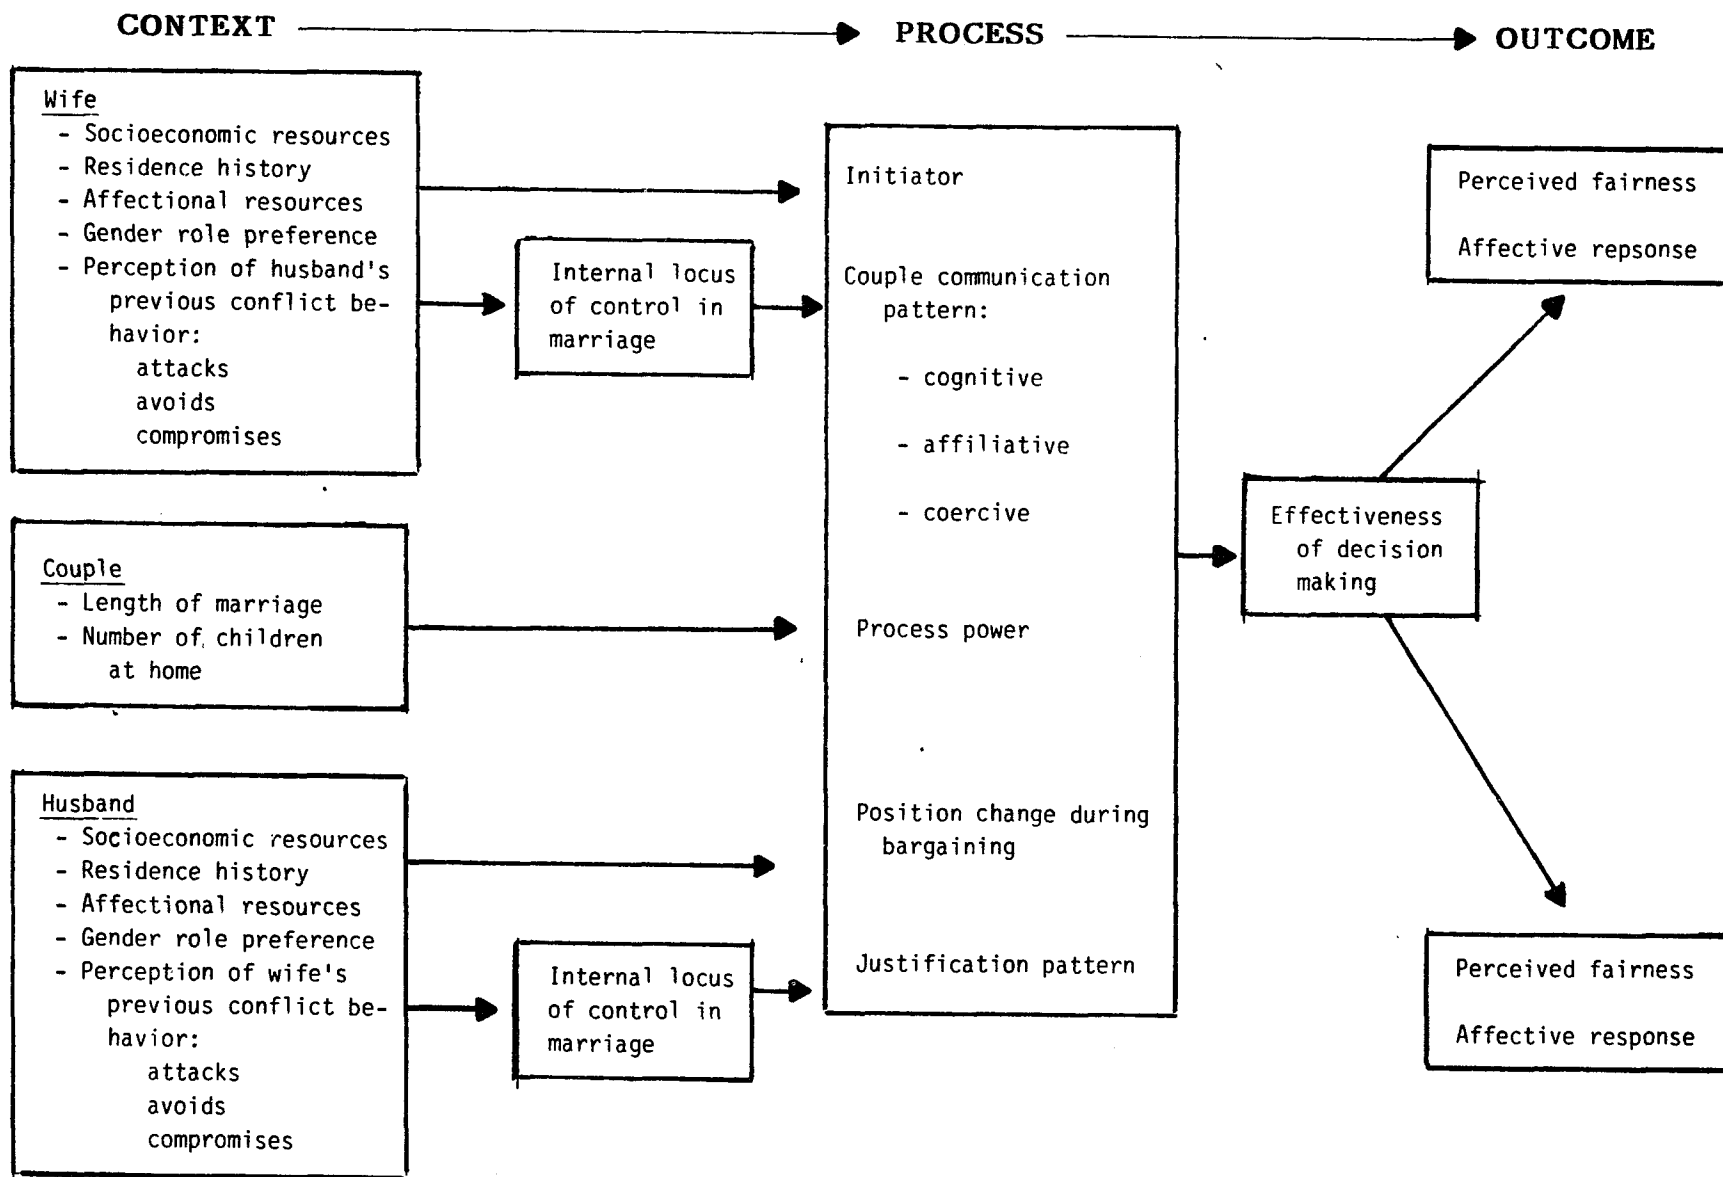 CONTEXT
PROCESS
OUTCOME
Wife
- Socioeconomic resources
- Residence history
- Affectional resources
- Gender role preference
- Perception of husband's
previous conflict be-
havior:
attacks
avoids
compromises
Internal locus
of control in
marriage
Couple
- Length of marriage
- Number of children
at home
Husband
- Socioeconomic resources
- Residence history
- Affectional resources
- Gender role preference
- Perception of wife's
previous conflict be-
havior:
attacks
avoids
compromises
Internal locus
of control in
marriage
Initiator
Couple communication
pattern:
- cognitive
- affiliative
- coercive
Process power
Position change during
bargaining
Justification pattern
Effectiveness
of decision
making
Perceived fairness
Affective repsonse
Perceived fairness
Affective response